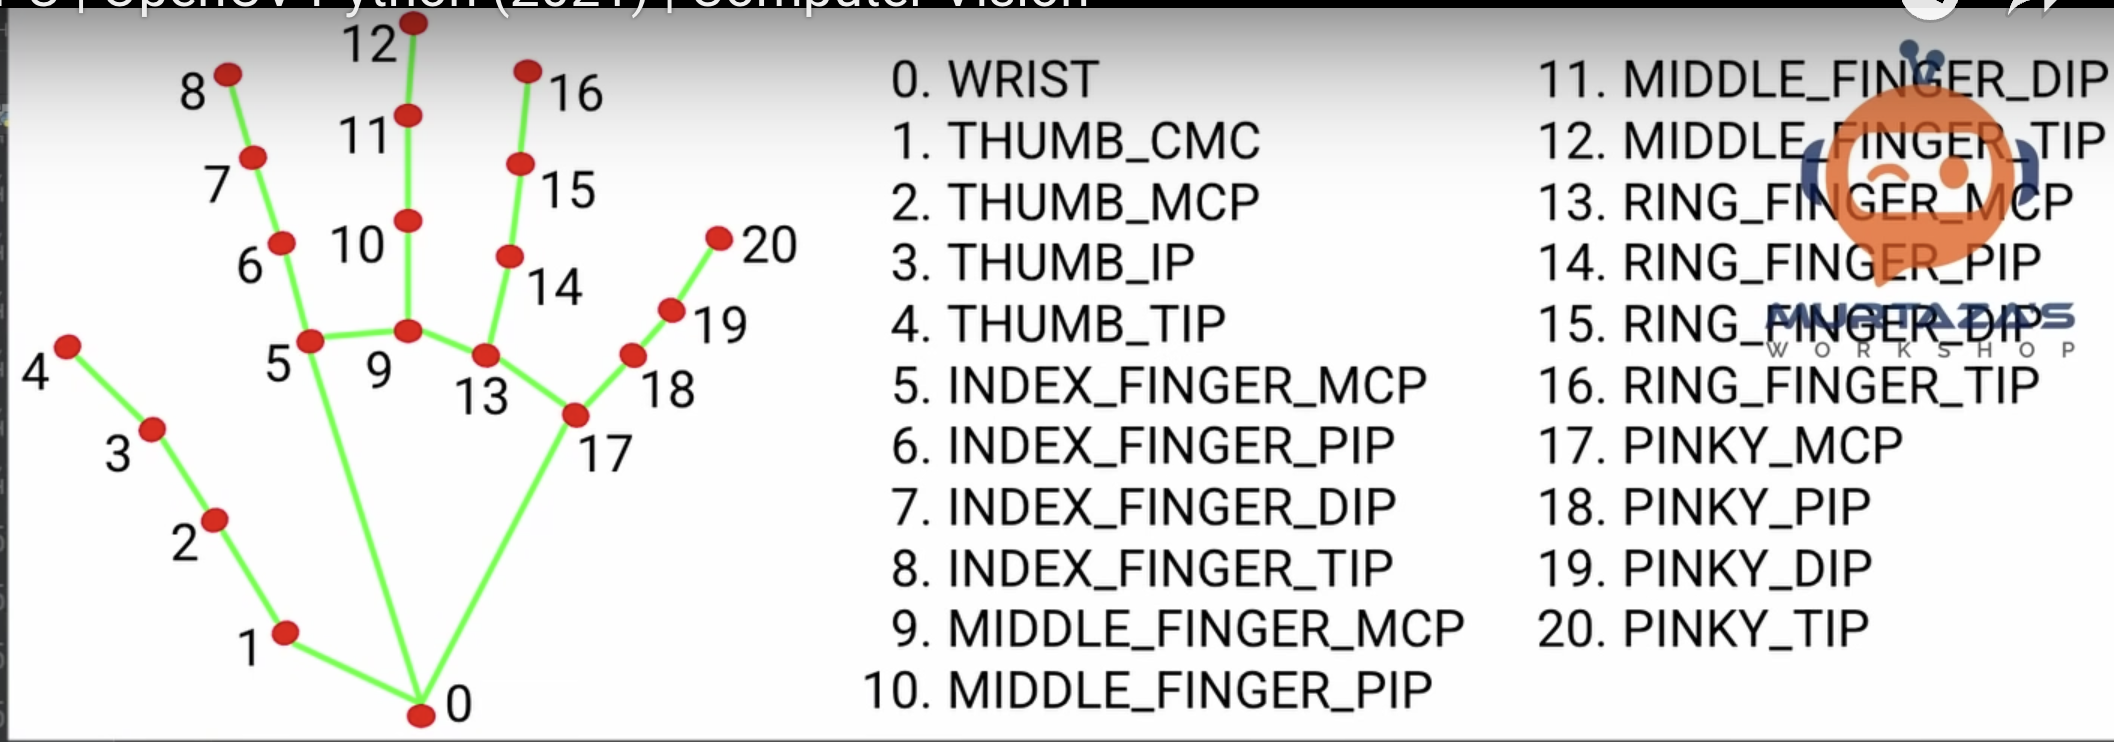 OpenCV Python (2021) | Computer Vision
12
8
16
11
7
15
10
20
6
14
19
4
5
9
18
13
3
17
2
1
0
0. WRIST
1. THUMB_CMC
2. THUMB_MCP
3. THUMB_IP
4. THUMB_TIP
5. INDEX_FINGER_MCP
6. INDEX_FINGER_PIP
7. INDEX_FINGER_DIP
8. INDEX_FINGER_TIP
9. MIDDLE_FINGER_MCP
10. MIDDLE_FINGER_PIP
11. MIDDLE_FINGER_DIP
12. MIDDLE_FINGER_TIP
13. RING_FINGER_MCP
14. RING_FINGER_PIP
15. RING_FINGER_DIP
16. RING_FINGER_TIP
17. PINKY_MCP
18. PINKY_PIP
19. PINKY_DIP
20. PINKY_TIP
MURTAZA'S
WORKSHOP